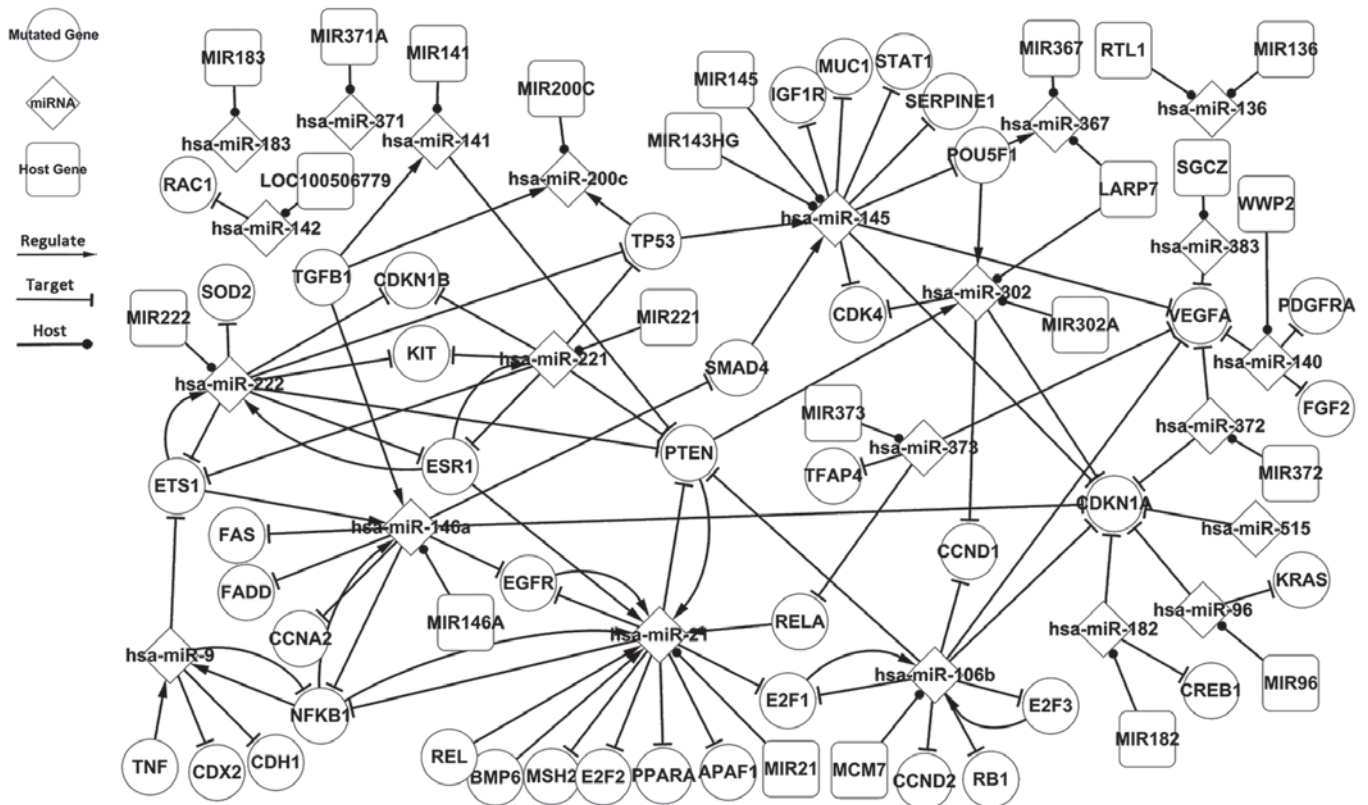 Mutated Gene
miRNA
Host Gene
Regulate
Target
Host
MIR183
MIR371A
MIR141
MIR200C
hsa-miR-183
hsa-miR-371
hsa-miR-141
hsa-miR-200c
RAC1
LOC100506779
hsa-miR-142
MIR145
IGF1R
MUC1
STAT1
SERPINE1
MIR143HG
POU5F1
hsa-miR-145
MIR367
hsa-miR-367
RTL1
MIR136
hsa-miR-136
LARP7
SGCZ
WWP2
hsa-miR-383
TP53
TGFB1
CDKN1B
SOD2
MIR222
KIT
hsa-miR-221
MIR221
hsa-miR-222
SMAD4
CDK4
hsa-miR-302
MIR302A
VEGFA
PDGFRA
hsa-miR-140
FGF2
MIR373
hsa-miR-373
TFAP4
hsa-miR-372
MIR372
ETS1
ESR1
PTEN
CDKN1A
hsa-miR-515
FAS
hsa-miR-146a
FADD
EGFR
CCND1
CCNA2
MIR146A
hsa-miR-21
RELA
hsa-miR-106b
hsa-miR-182
hsa-miR-96
KRAS
hsa-miR-9
NFKB1
E2F1
E2F3
CREB1
MIR96
TNF
CDX2
CDH1
REL
BMP6
MSH2
E2F2
PPARA
APAF1
MIR21
MCM7
CCND2
RB1
MIR182